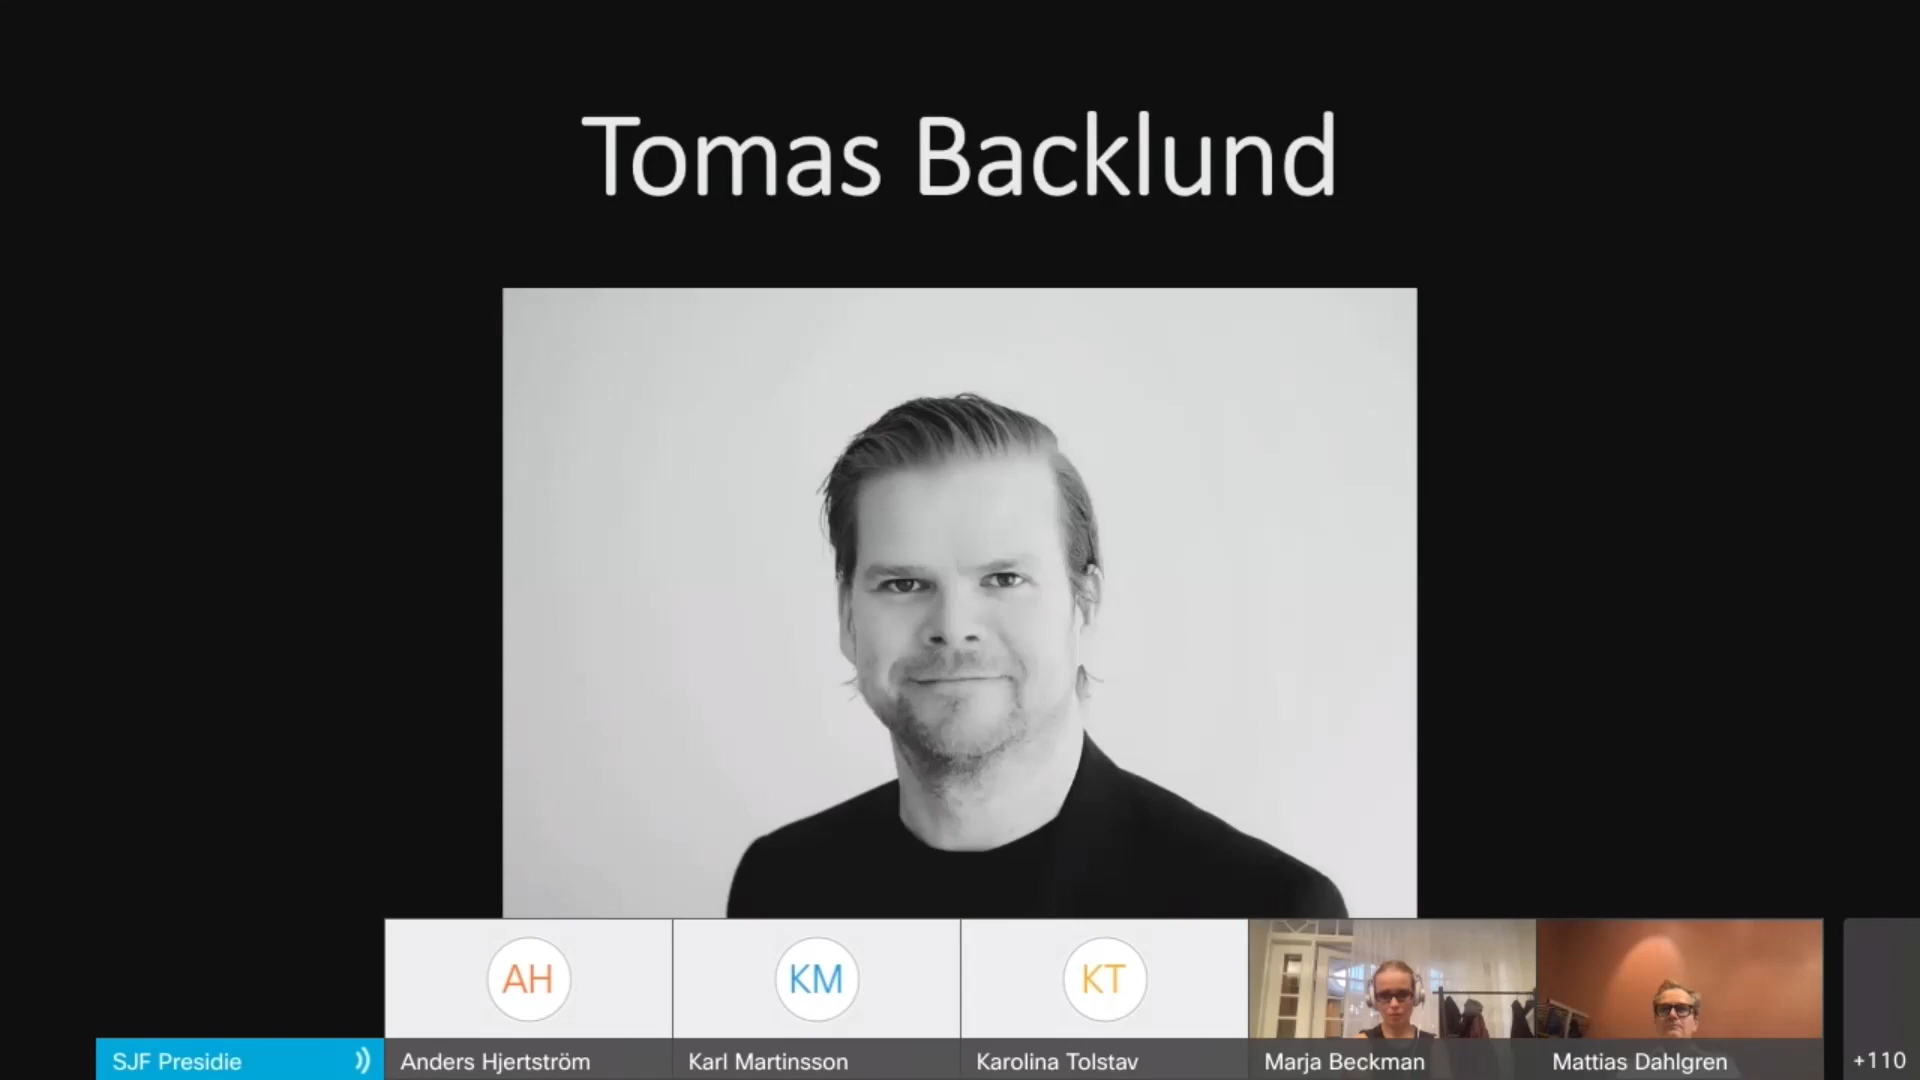 Tomas Backlund
AH
KM
KT
SJF Presidie
Anders Hjertström
Karl Martinsson
Karolina Tolstav
Marja Beckman
Mattias Dahlgren
+110